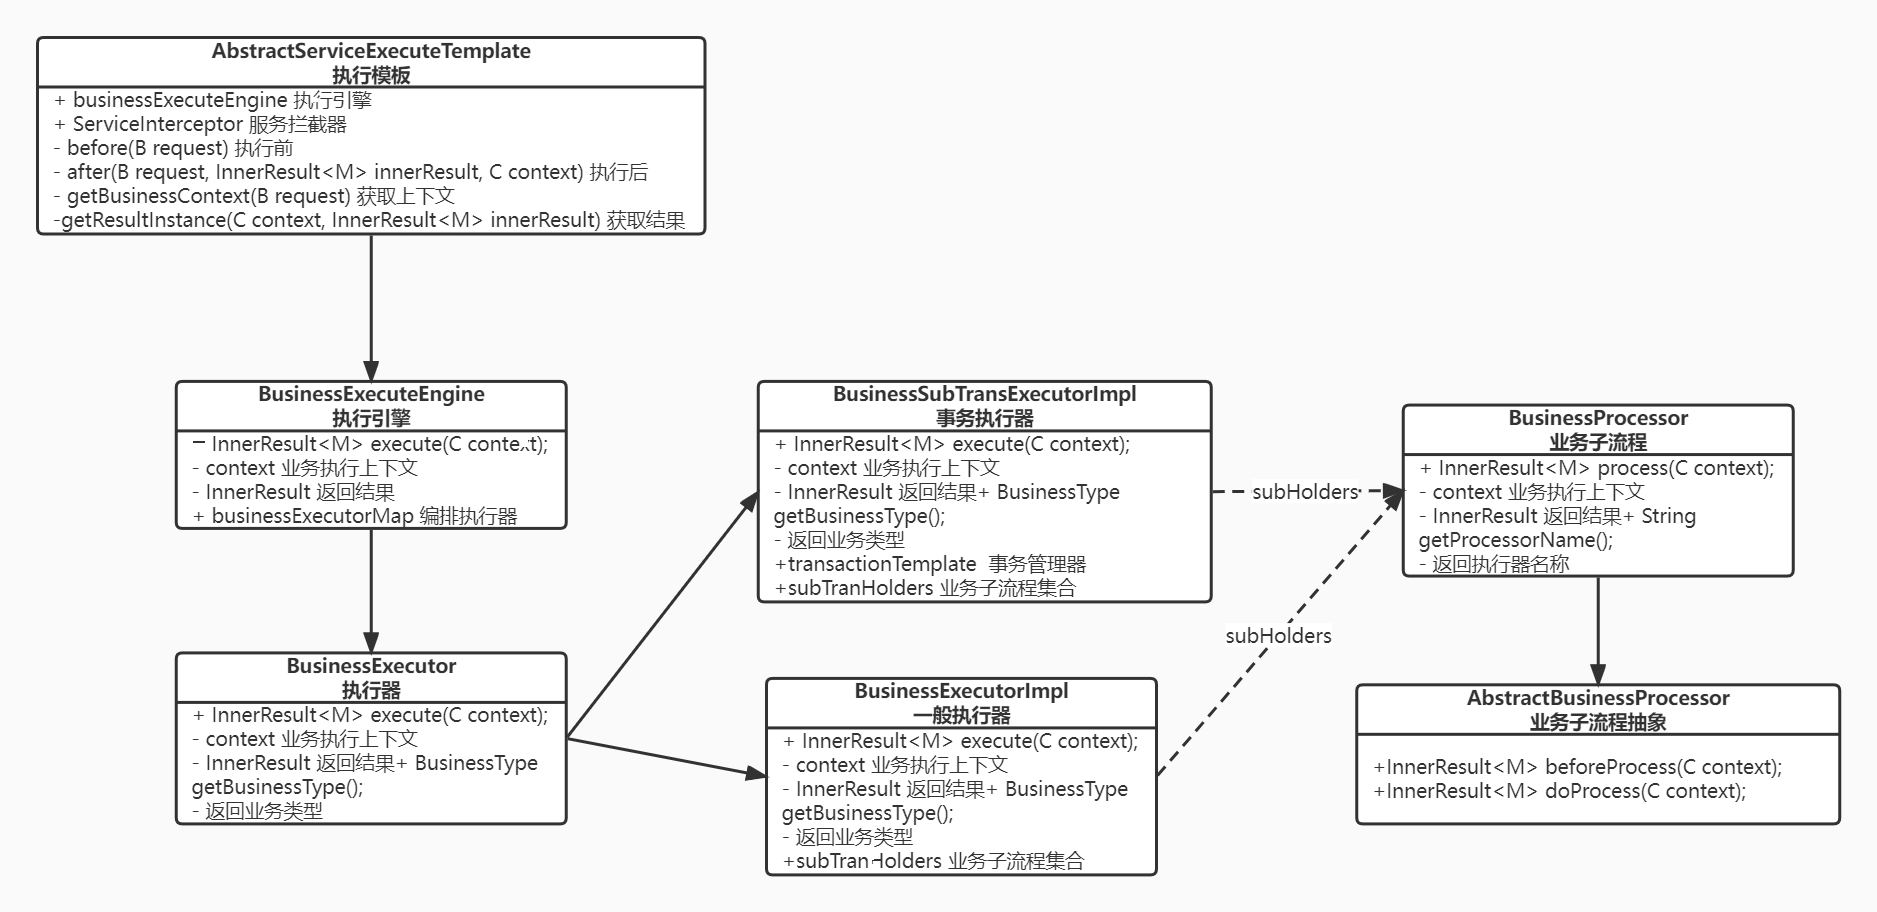 AbstractServiceExecuteTemplate
执行模板
+ businessExecuteEngine 执行引擎
+ ServiceInterceptor 服务拦截器
- before(B request) 执行前
- after(B request, InnerResult<M> innerResult, C context) 执行后
- getBusinessContext(B request) 获取上下文
-getResultInstance(C context, InnerResult<M> innerResult) 获取结果
BusinessExecuteEngine
执行引擎
- InnerResult<M> execute(C context);
- context 业务执行上下文
- InnerResult 返回结果
+ businessExecutorMap 编排执行器
BusinessExecutor
执行器
+ InnerResult<M> execute(C context);
- context 业务执行上下文
- InnerResult 返回结果+ BusinessType
getBusinessType();
- 返回业务类型
BusinessSubTransExecutorImpl
事务执行器
+ InnerResult<M> execute(C context);
- context 业务执行上下文
- InnerResult 返回结果+ BusinessType
getBusinessType();
- 返回业务类型
+transactionTemplate 事务管理器
+subTranHolders 业务子流程集合
BusinessExecutorImpl
一般执行器
+ InnerResult<M> execute(C context);
- context 业务执行上下文
- InnerResult 返回结果+ BusinessType
getBusinessType();
- 返回业务类型
+subTranHolders 业务子流程集合
subHolders
subHolders
BusinessProcessor
业务子流程
+ InnerResult<M> process(C context);
- context 业务执行上下文
- InnerResult 返回结果+ String
getProcessorName();
- 返回执行器名称
AbstractBusinessProcessor
业务子流程抽象
+InnerResult<M> beforeProcess(C context);
+InnerResult<M> doProcess(C context);